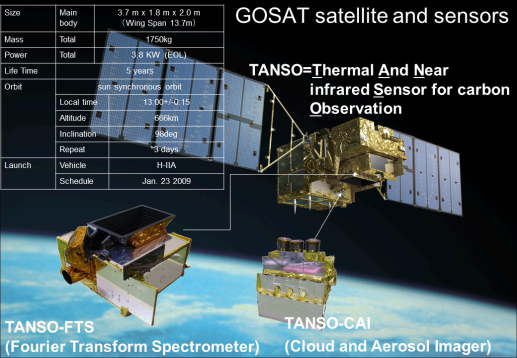 GOSAT satellite and sensors
Size Main body 3.7 m x 1.8 m x 2.0 m
(Wing Span 13.7m)
Mass Total 1750kg
Power Total 3.8 KW (EOL)
Life Time 5 years
Orbit sun synchronous orbit
Local time 13:00+/-0:15
Altitude 666km
Inclination 98deg
Repeat 3 days
Launch Vehicle H-IIA
Schedule Jan. 23 2009
TANSO=Thermal And Near
infrared Sensor for carbon
Observation
TANSO-FTS
(Fourier Transform Spectrometer)
TANSO-CAI
(Cloud and Aerosol Imager)